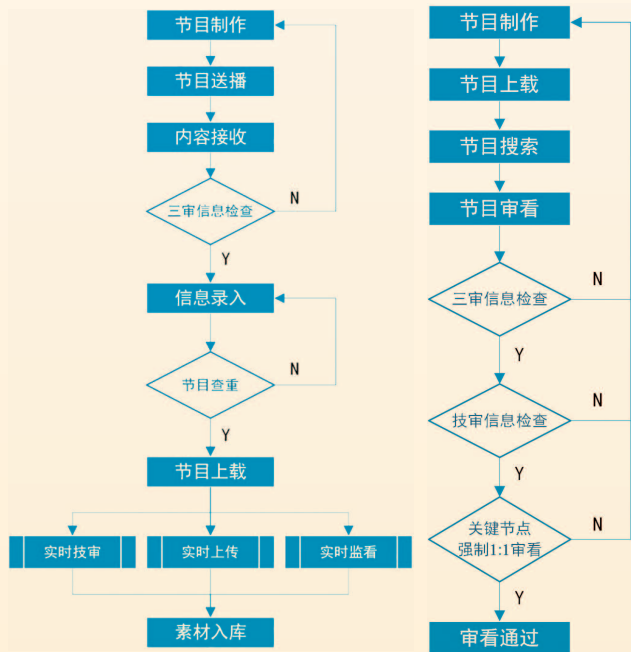 节目制作
节目送播
内容接收
三审信息检查
N
Y
信息录入
节目查重
N
Y
节目上载
实时技审
实时上传
实时监看
素材入库
节目制作
节目上载
节目搜索
节目审看
三审信息检查
N
Y
技审信息检查
N
Y
关键节点
强制1:1审看
N
Y
审看通过